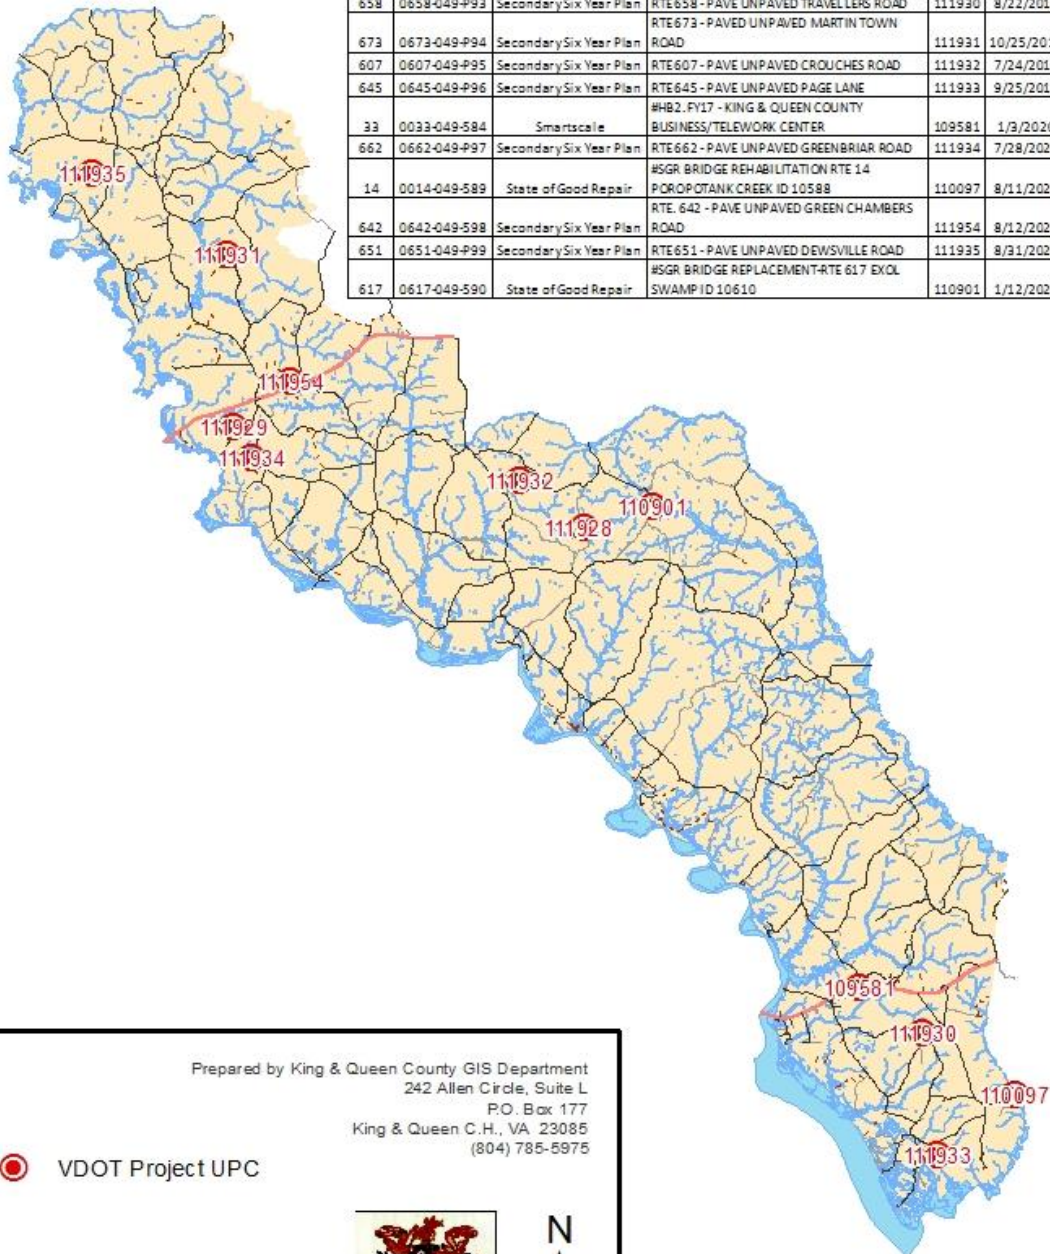 658 0658-049-P93 Secondary Six Year Plan RTE658 - PAVE UNPAVED TRAVELLERS ROAD 111930 8/22/201
RTE673 - PAVED UNPAVED MARTIN TOWN
673 0673-049-P94 Secondary Six Year Plan ROAD 111931 10/25/201
607 0607-049-P95 Secondary Six Year Plan RTE607 - PAVE UNPAVED CROUCHES ROAD 111932 7/24/201
645 0645-049-P96 Secondary Six Year Plan RTE645 - PAVE UNPAVED PAGE LANE 111933 9/25/201
#HB2.FY17 - KING & QUEEN COUNTY
33 0033-049-584 Smartscale BUSINESS/TELEWORK CENTER 109581 1/3/2020
662 0662-049-P97 Secondary Six Year Plan RTE662 - PAVE UNPAVED GREENBRIAR ROAD 111934 7/28/202
#SGR BRIDGE REHABILITATION RTE 14
14 0014-049-589 State of Good Repair POROPOTANK CREEK ID 10588 110097 8/11/202
RTE. 642 - PAVE UNPAVED GREEN CHAMBERS
642 0642-049-598 Secondary Six Year Plan ROAD 111954 8/12/202
651 0651-049-P99 Secondary Six Year Plan RTE651 - PAVE UNPAVED DEWSVILLE ROAD 111935 8/31/202
#SGR BRIDGE REPLACEMENT-RTE 617 EXOL
617 0617-049-590 State of Good Repair SWAMP ID 10610 110901 1/12/202
111935
111931
111954
111929
111934
111932
110901
111928
109581
111930
110097
111933
Prepared by King & Queen County GIS Department
242 Allen Circle, Suite L
P.O. Box 177
King & Queen C.H., VA 23085
(804) 785-5975
VDOT Project UPC
N